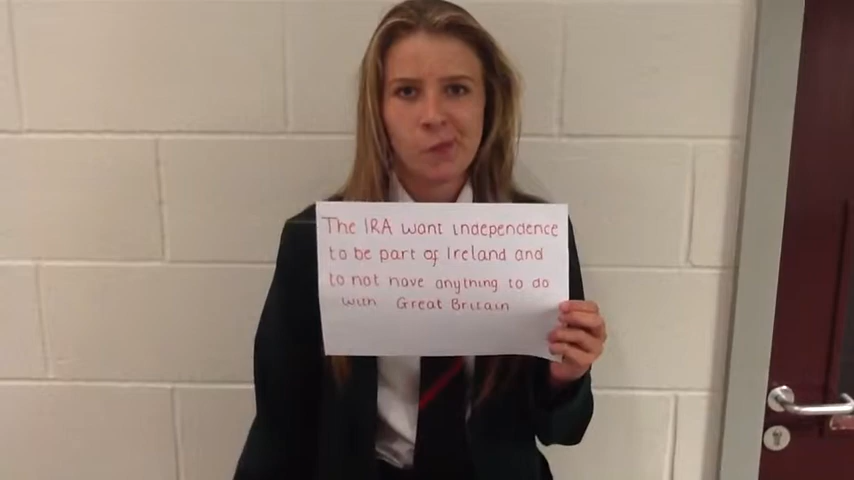 The IRA want independence
to be part of Ireland and
to not have anything to do
with Great Britain